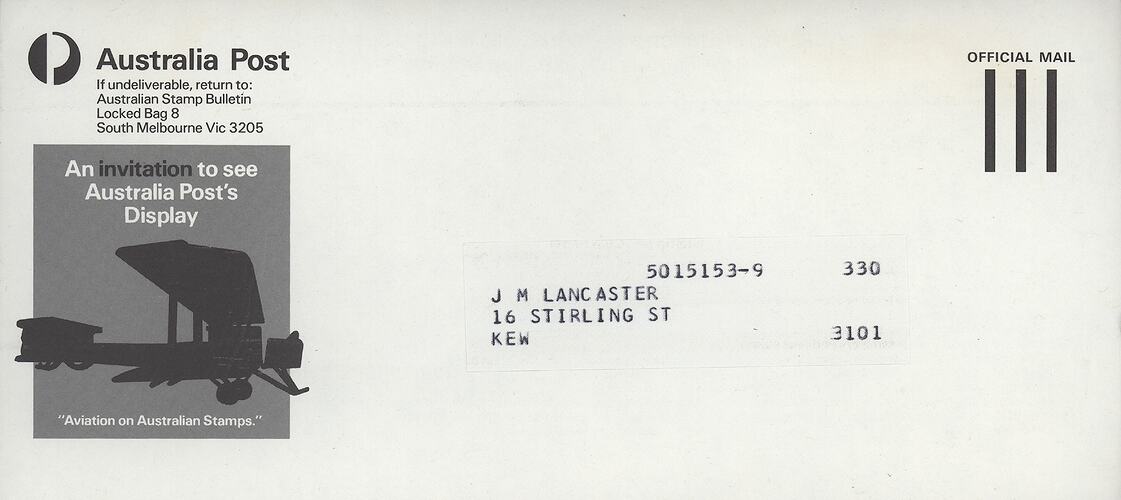 Australia Post
If undeliverable, return to:
Australian Stamp Bulletin
Locked Bag 8
South Melbourne Vic 3205
OFFICIAL MAIL
An invitation to see
Australia Post's
Display
"Aviation on Australian Stamps."
5015153-9 330
J M LANCASTER
16 STIRLING ST
KEW 3101